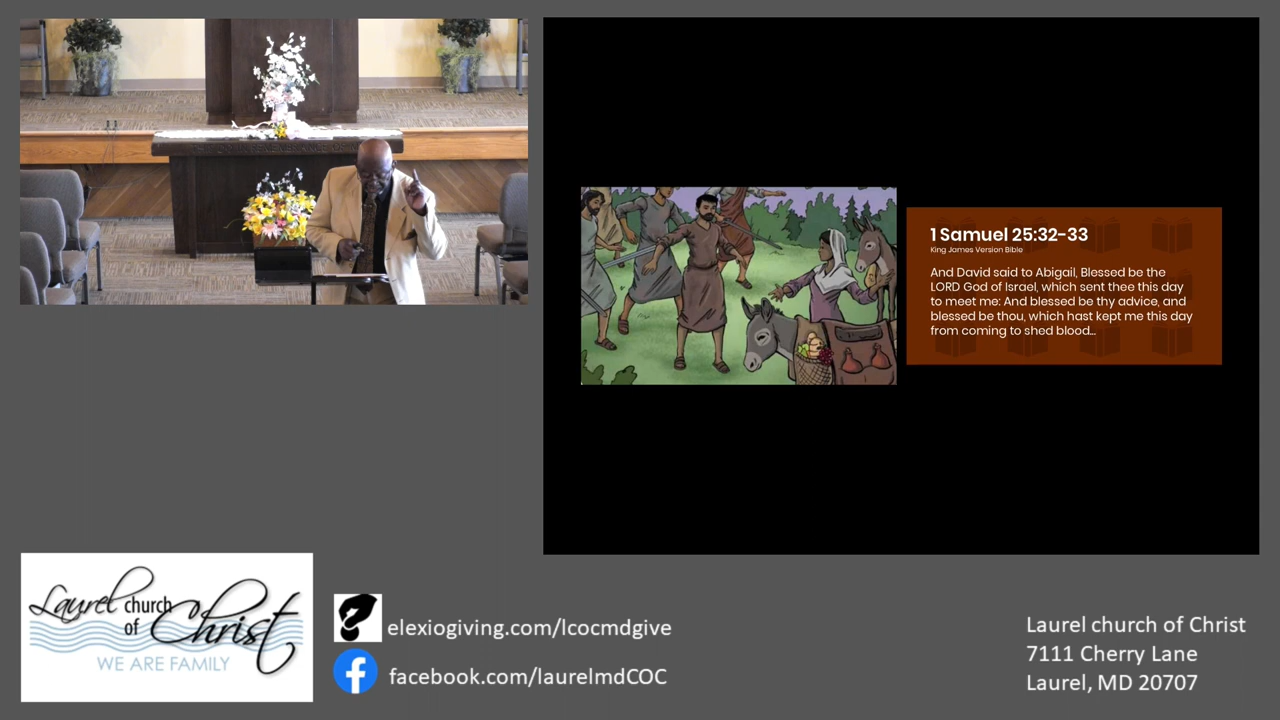 1 Samuel 25:32-33
King James Version Bible
And David said to Abigail, Blessed be the
LORD God of Israel, which sent thee this day
to meet me: And blessed be thy advice, and
blessed be thou, which hast kept me this day
from coming to shed blood...
Laurel church
of Christ
WE ARE FAMILY
elexiogiving.com/lcocmdgive
facebook.com/laurelmdCOC
Laurel church of Christ
7111 Cherry Lane
Laurel, MD 20707